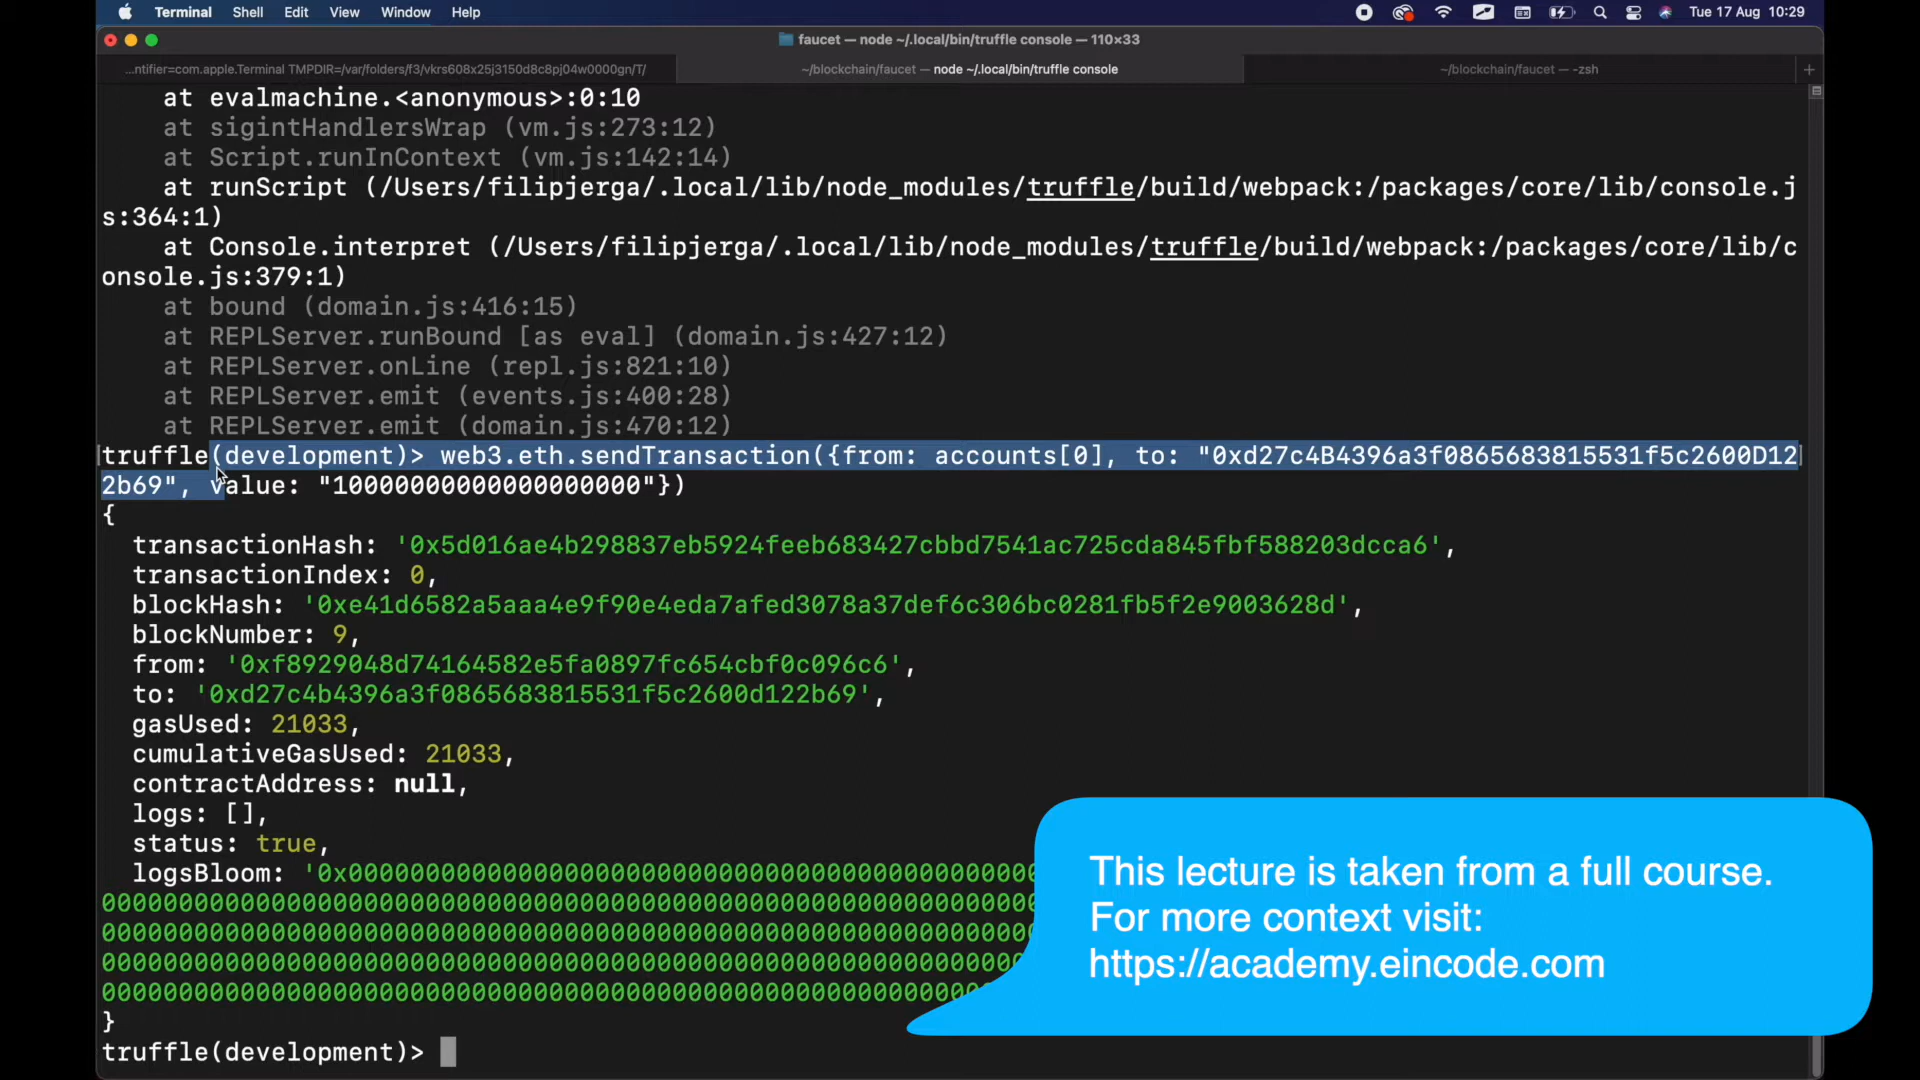 Terminal Shell Edit View Window Help Tue 17 Aug 10:29
faucet — node ~/.local/bin/truffle console — 110×33
...ntifier=com.apple.Terminal TMPDIR=/var/folders/f3/vkrs608x25j3150d8c8pj04w0000gn/T/ ~/blockchain/faucet — node ~/.local/bin/truffle console ~/blockchain/faucet — -zsh
at evalmachine.<anonymous>:0:10
at sigintHandlersWrap (vm.js:273:12)
at Script.runInContext (vm.js:142:14)
at runScript (/Users/filipjerga/.local/lib/node_modules/truffle/build/webpack:/packages/core/lib/console.j
s:364:1)
at Console.interpret (/Users/filipjerga/.local/lib/node_modules/truffle/build/webpack:/packages/core/lib/c
onsole.js:379:1)
at bound (domain.js:416:15)
at REPLServer.runBound [as eval] (domain.js:427:12)
at REPLServer.onLine (repl.js:821:10)
at REPLServer.emit (events.js:400:28)
at REPLServer.emit (domain.js:470:12)
truffle(development)> web3.eth.sendTransaction({from: accounts[0], to: "0xd27c4B4396a3f0865683815531f5c2600D12
2b69", value: "10000000000000000000"})
{
transactionHash: '0x5d016ae4b298837eb5924feeb683427cbbd7541ac725cda845fbf588203dcca6',
transactionIndex: 0,
blockHash: '0xe41d6582a5aaa4e9f90e4eda7afed3078a37def6c306bc0281fb5f2e9003628d',
blockNumber: 9,
from: '0xf8929048d74164582e5fa0897fc654cbf0c096c6',
to: '0xd27c4b4396a3f0865683815531f5c2600d122b69',
gasUsed: 21033,
cumulativeGasUsed: 21033,
contractAddress: null,
logs: [],
status: true,
logsBloom: '0x000000000000000000000000000000000000000000000
000000000000000000000000000000000000000000000000000000000000
000000000000000000000000000000000000000000000000000000000000
00000000000000000000000000000000000000000000000000000000000
000000000000000000000000000000000000000000000000000000000
}
truffle(development)>
This lecture is taken from a full course.
For more context visit:
https://academy.eincode.com